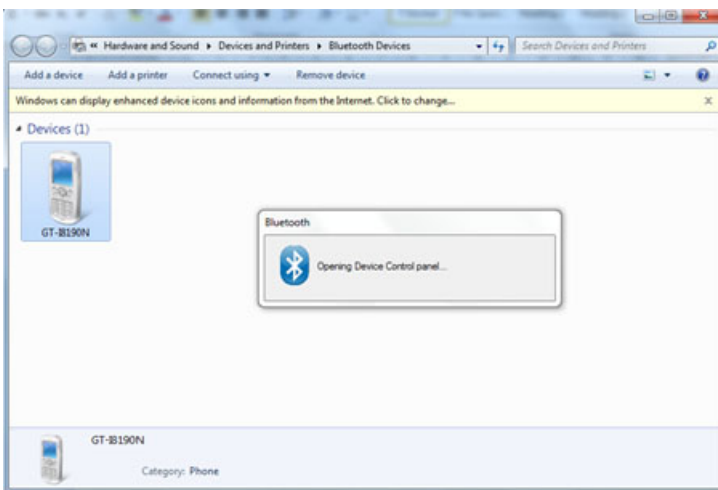 « Hardware and Sound ▸ Devices and Printers ▸ Bluetooth Devices
Search Devices and Printers
Add a device Add a printer Connect using Remove device
Windows can display enhanced device icons and information from the Internet. Click to change...
Devices (1)
GT-I8190N
Bluetooth
Opening Device Control panel...
GT-I8190N
Category: Phone